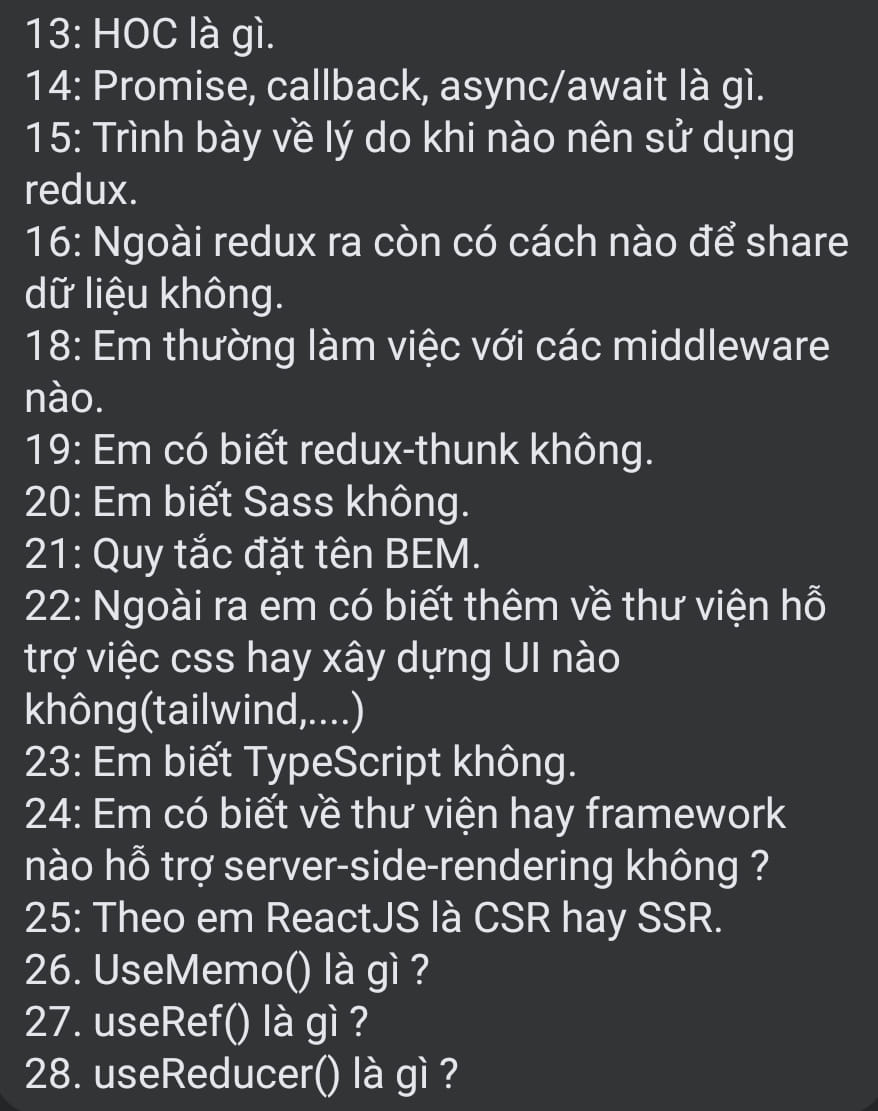 13: HOC là gì.
14: Promise, callback, async/await là gì.
15: Trình bày về lý do khi nào nên sử dụng
redux.
16: Ngoài redux ra còn có cách nào để share
dữ liệu không.
18: Em thường làm việc với các middleware
nào.
19: Em có biết redux-thunk không.
20: Em biết Sass không.
21: Quy tắc đặt tên BEM.
22: Ngoài ra em có biết thêm về thư viện hỗ
trợ việc css hay xây dựng UI nào
không(tailwind,....)
23: Em biết TypeScript không.
24: Em có biết về thư viện hay framework
nào hỗ trợ server-side-rendering không ?
25: Theo em ReactJS là CSR hay SSR.
26. UseMemo() là gì ?
27. useRef() là gì ?
28. useReducer() là gì ?